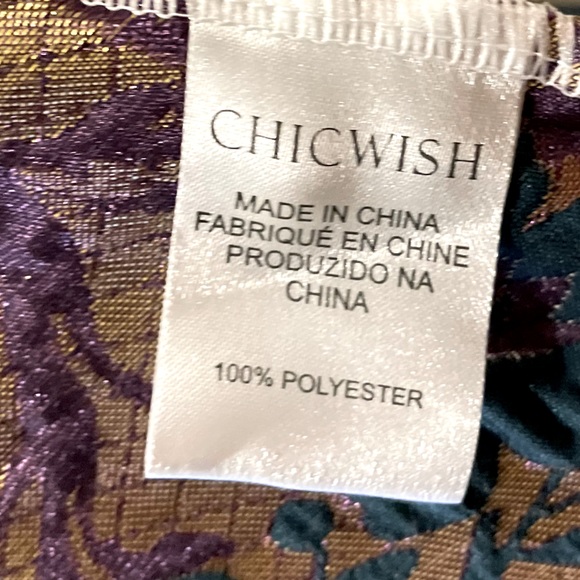 CHICWISH
MADE IN CHINA
FABRIQUÉ EN CHINE
PRODUZIDO NA
CHINA
100% POLYESTER